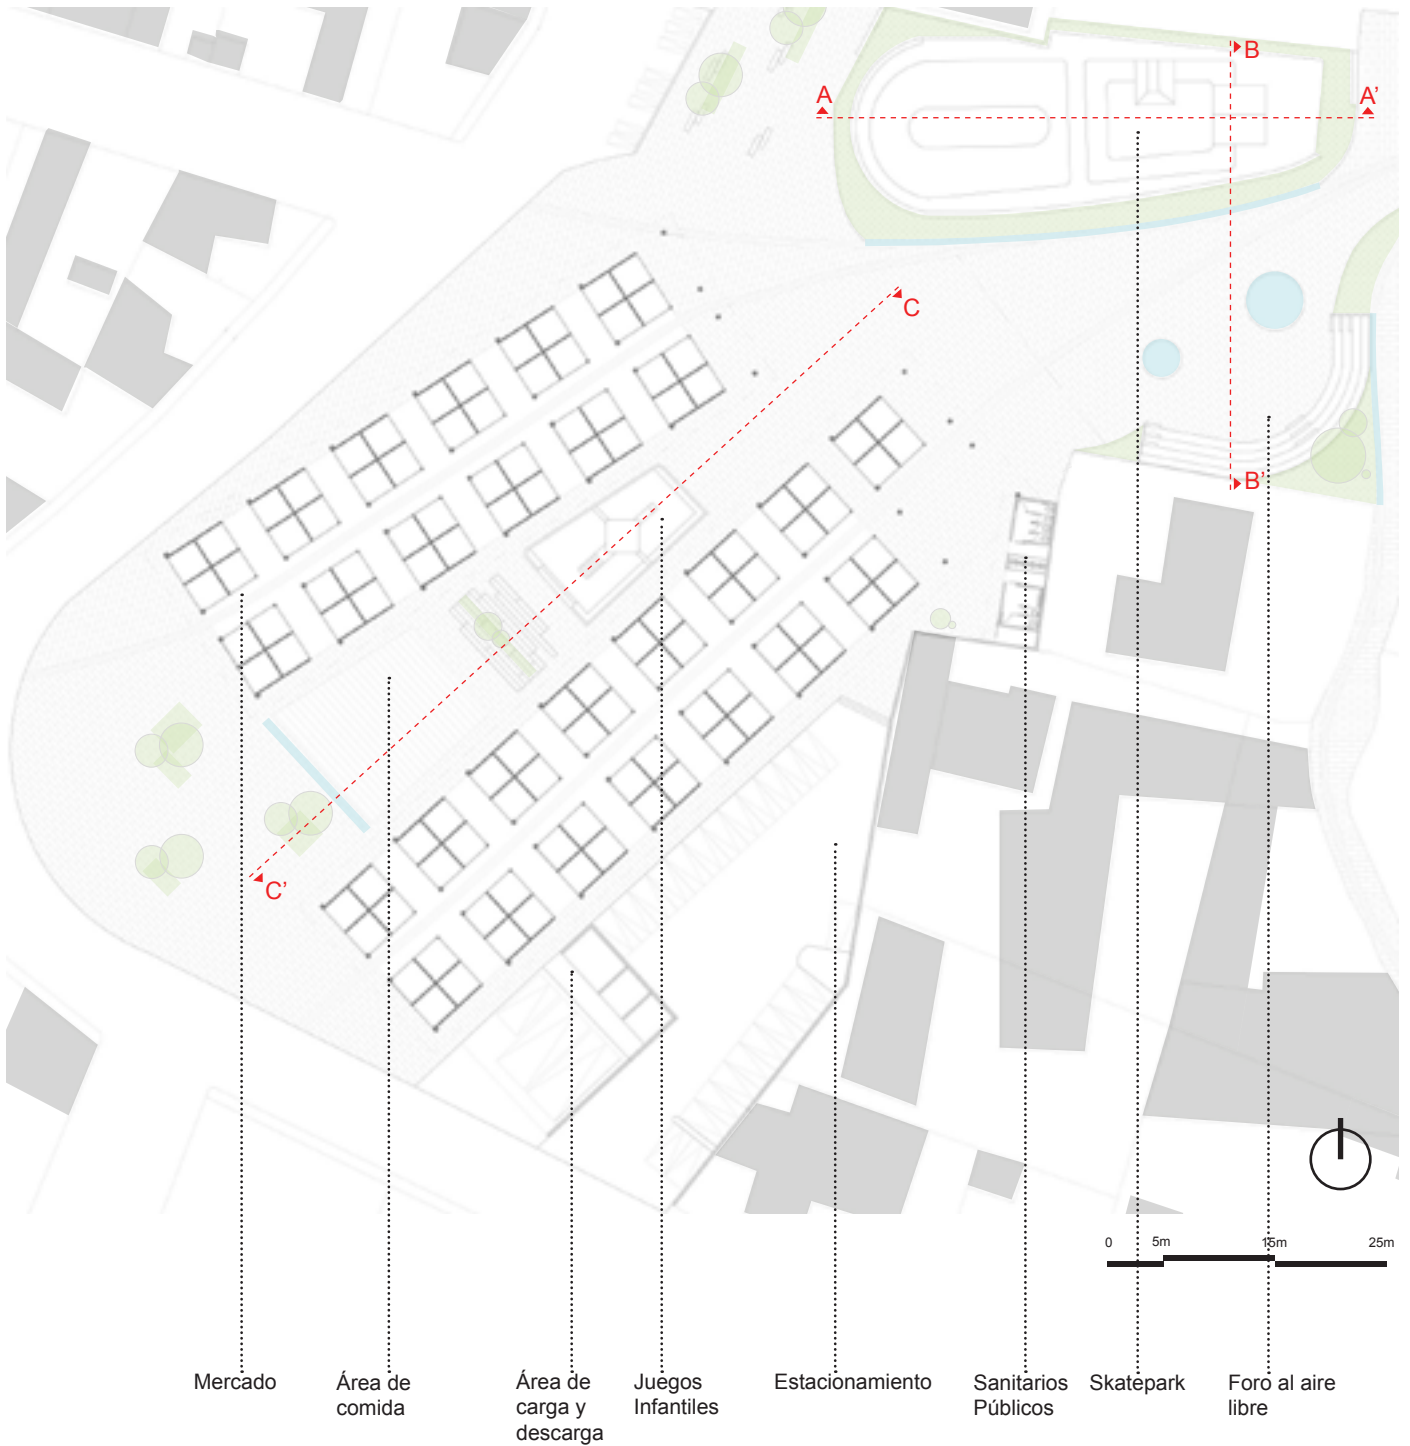 B
A
A'
C
B'
C'
0 5m 15m 25m
Mercado
Área de
comida
Área de
carga y
descarga
Juegos
Infantiles
Estacionamiento
Sanitarios
Públicos
Skatepark
Foro al aire
libre